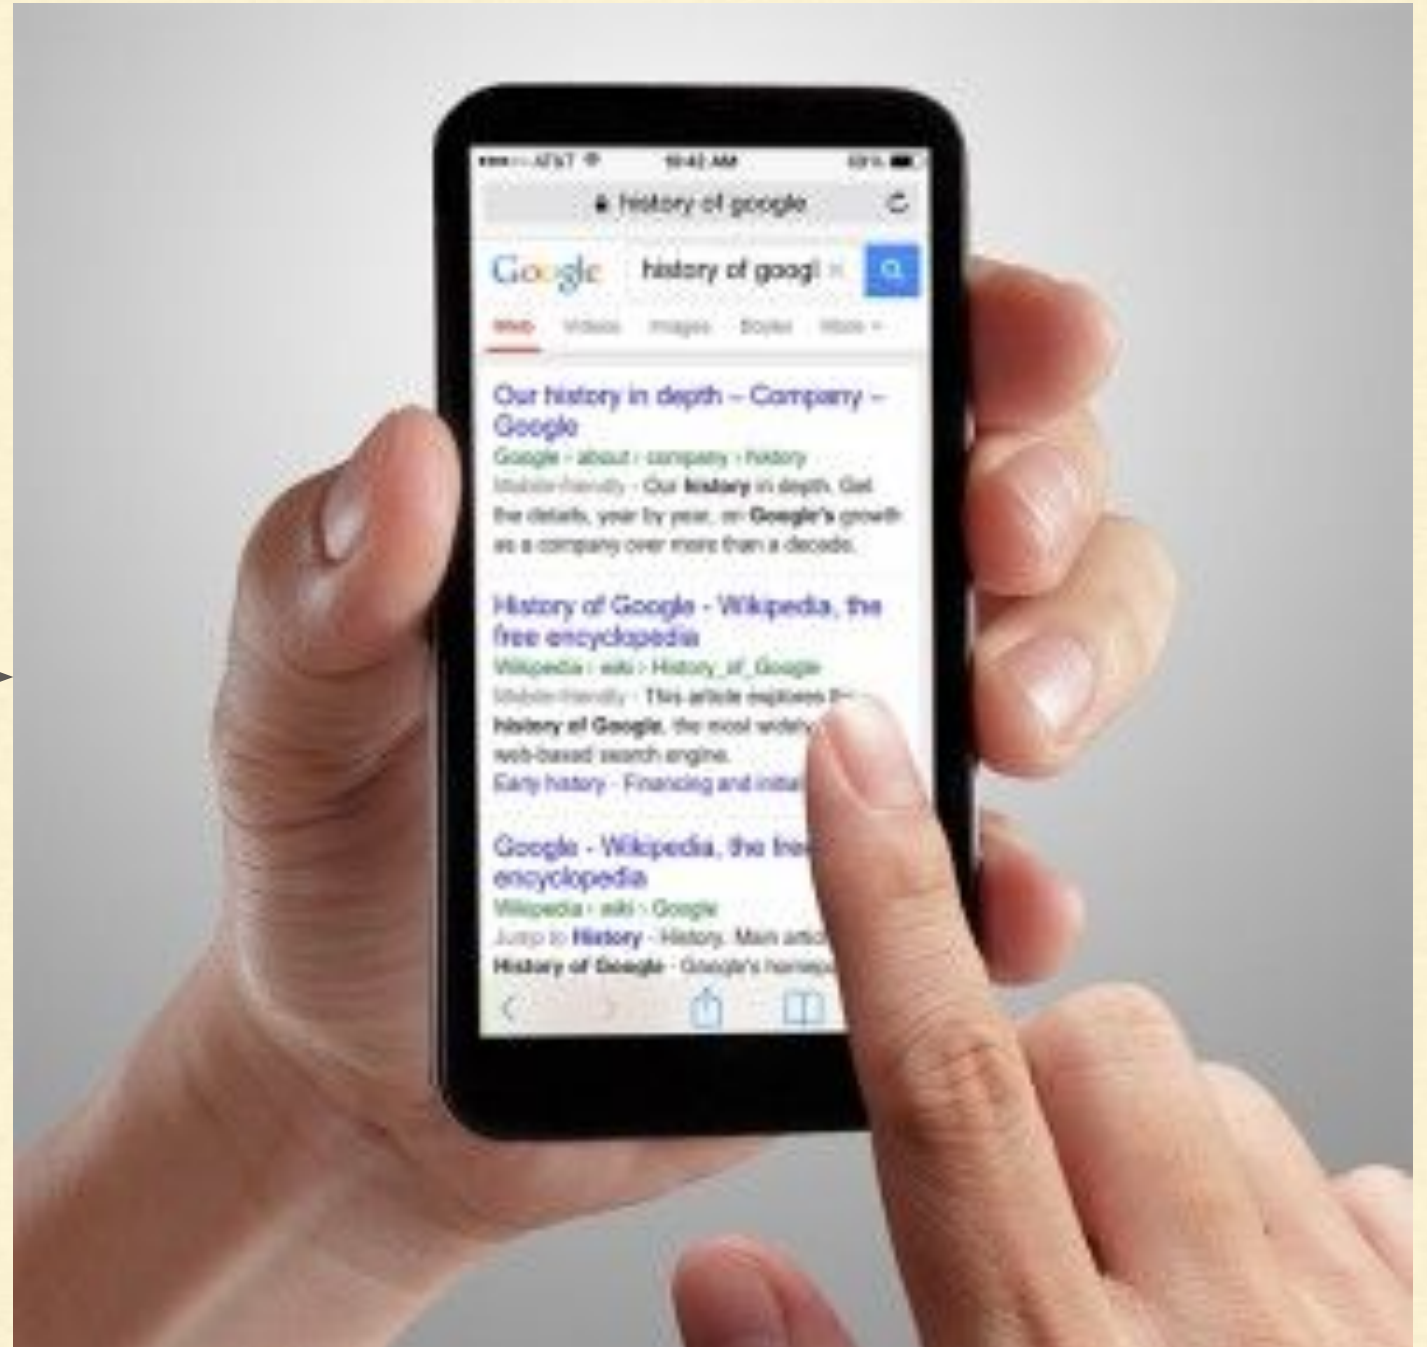 AT&T 10:42 AM
history of google
Google history of googl
Web Videos Images Books More
Our history in depth – Company –
Google
Google › about › company › history
Mobile-friendly - Our history in depth. Get
the details, year by year, on Google's growth
as a company over more than a decade.
History of Google - Wikipedia, the
free encyclopedia
Wikipedia › wiki › History_of_Google
Mobile-friendly - This article explores the
history of Google, the most widely
web-based search engine.
Early history - Financing and initial
Google - Wikipedia, the free
encyclopedia
Wikipedia › wiki › Google
Jump to History - History. Main artic
History of Google - Google's homepa